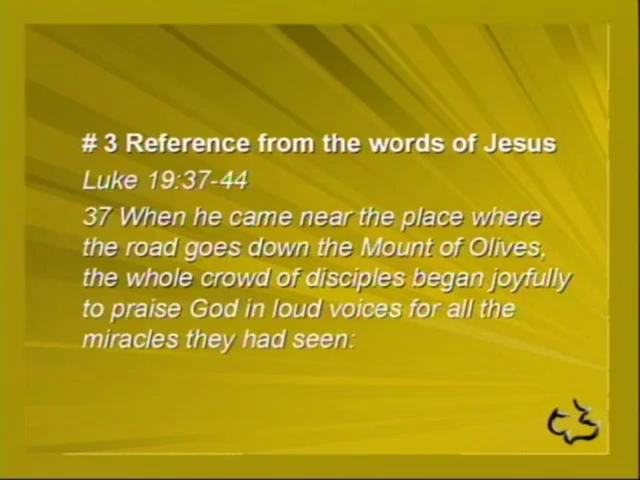 # 3 Reference from the words of Jesus
Luke 19:37-44
37 When he came near the place where
the road goes down the Mount of Olives,
the whole crowd of disciples began joyfully
to praise God in loud voices for all the
miracles they had seen: